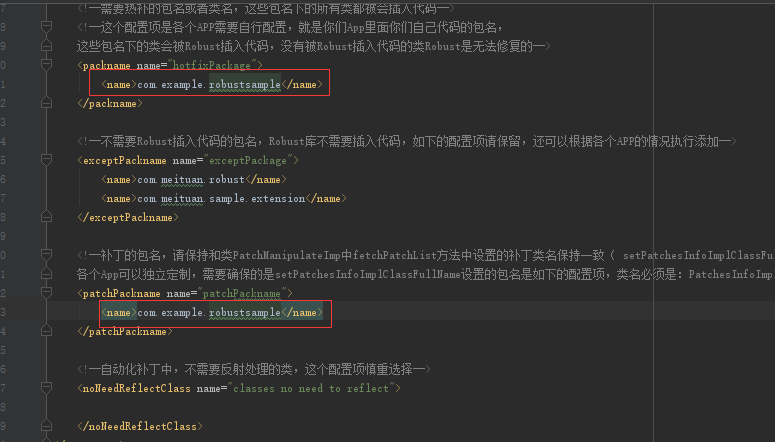 7 <!—需要热补的包名或者类名，这些包名下的所有类都被会插入代码—>
8 <!—这个配置项是各个APP需要自行配置，就是你们App里面你们自己代码的包名，
9 这些包名下的类会被Robust插入代码，没有被Robust插入代码的类Robust是无法修复的—>
0 <packname name="hotfixPackage">
1 <name>com.example.robustsample</name>
2 </packname>
3
4 <!—不需要Robust插入代码的包名，Robust库不需要插入代码，如下的配置项请保留，还可以根据各个APP的情况执行添加—>
5 <exceptPackname name="exceptPackage">
6 <name>com.meituan.robust</name>
7 <name>com.meituan.sample.extension</name>
8 </exceptPackname>
9
0 <!—补丁的包名，请保持和类PatchManipulateImp中fetchPatchList方法中设置的补丁类名保持一致（ setPatchesInfoImplClassFu
1 各个App可以独立定制，需要确保的是setPatchesInfoImplClassFullName设置的包名是如下的配置项，类名必须是：PatchesInfoImpl
2 <patchPackname name="patchPackname">
3 <name>com.example.robustsample</name>
4 </patchPackname>
5
6 <!—自动化补丁中，不需要反射处理的类，这个配置项慎重选择—>
7 <noNeedReflectClass name="classes no need to reflect">
8
9 </noNeedReflectClass>